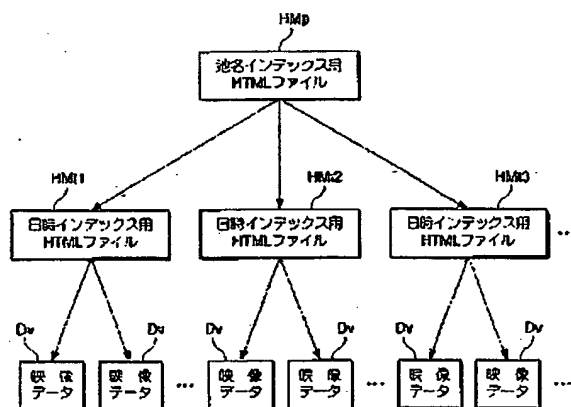 HMp
池名インデックス用
HTMLファイル
HMt1
HMt2
HMt3
日時インデックス用
HTMLファイル
日時インデックス用
HTMLファイル
日時インデックス用
HTMLファイル
...
Dv
Dv
Dv
Dv
Dv
Dv
映像
データ
映像
データ
...
映像
データ
映像
データ
...
映像
データ
映像
データ
...